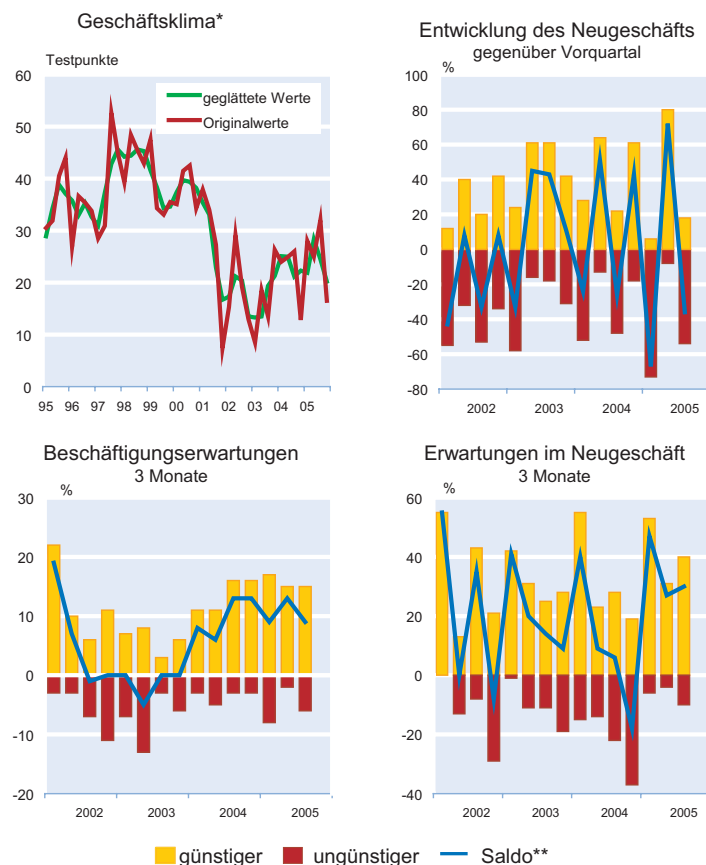 Geschäftsklima*
Testpunkte
60
50
40
30
20
10
0
95 96 97 98 99 00 01 02 03 04 05
geglättete Werte
Originalwerte
Entwicklung des Neugeschäfts
gegenüber Vorquartal
%
100
80
60
40
20
0
-20
-40
-60
-80
2002 2003 2004 2005
Beschäftigungserwartungen
3 Monate
%
30
20
10
0
-10
-20
2002 2003 2004 2005
Erwartungen im Neugeschäft
3 Monate
%
60
40
20
0
-20
-40
2002 2003 2004 2005
günstiger ungünstiger Saldo**